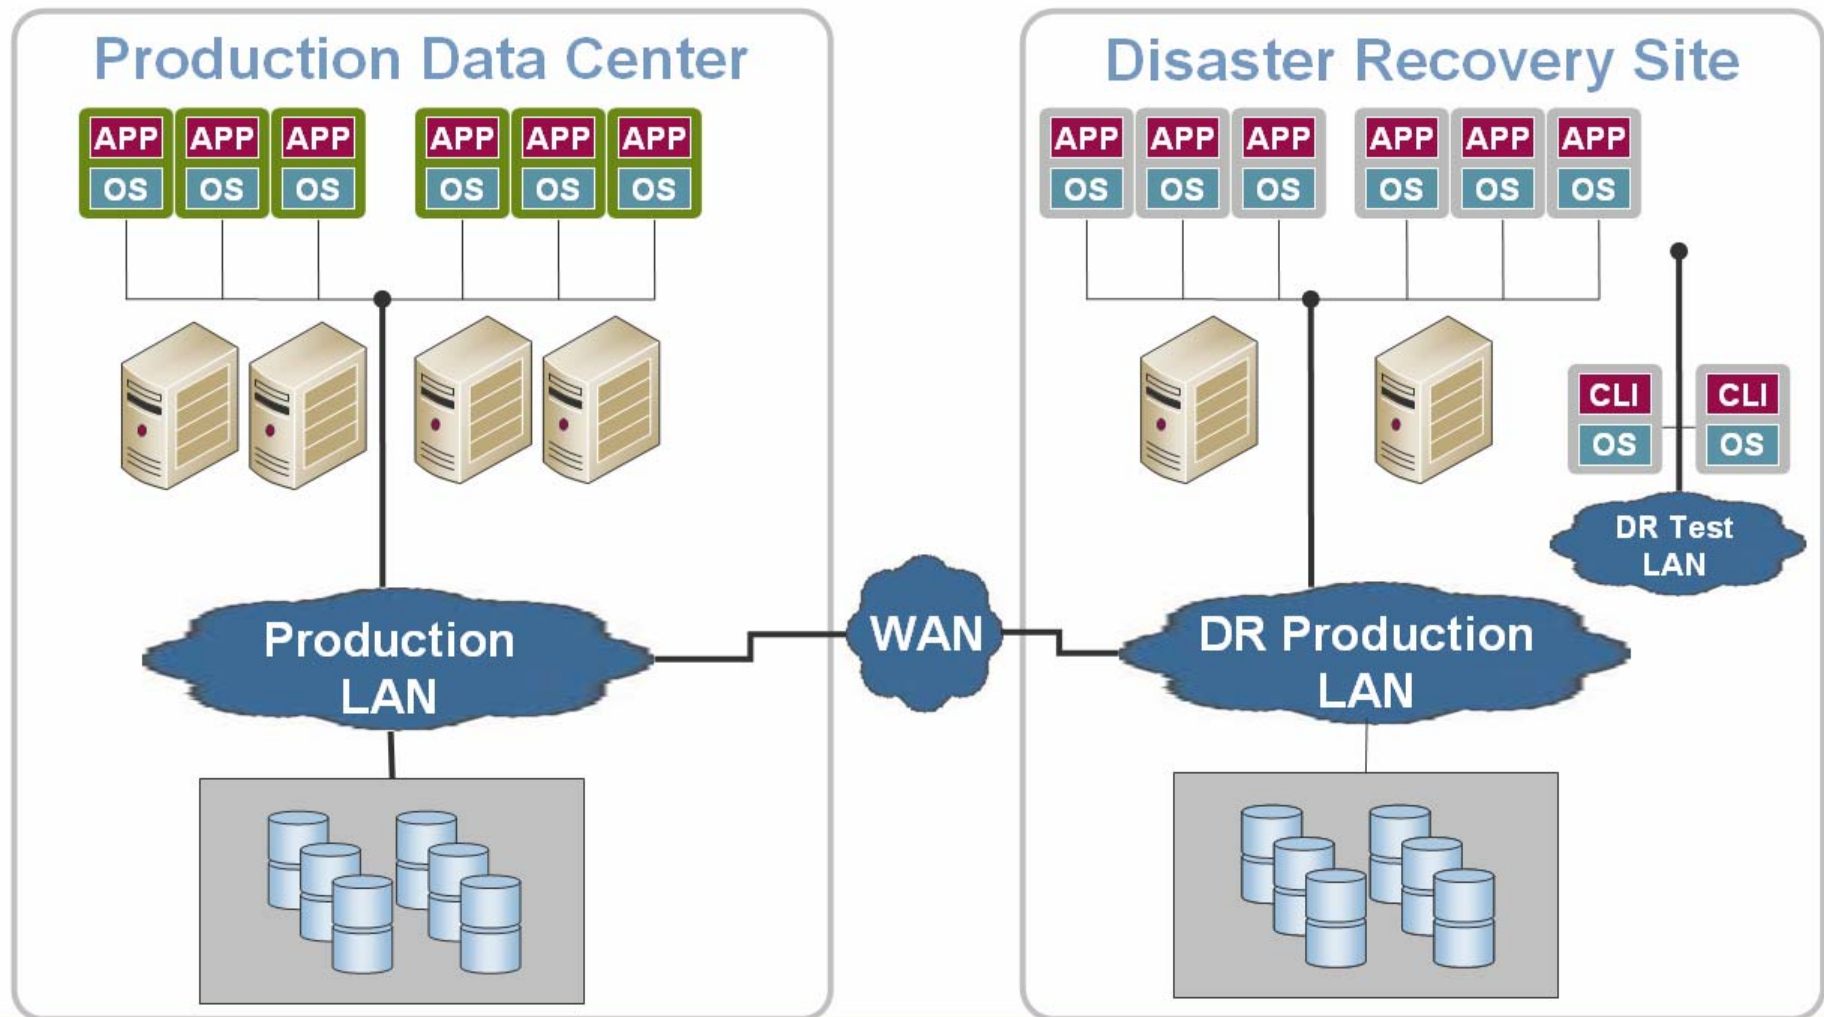 Production Data Center
APP APP APP APP APP APP
OS OS OS OS OS OS
Production
LAN
WAN
Disaster Recovery Site
APP APP APP APP APP APP
OS OS OS OS OS OS
CLI CLI
OS OS
DR Test
LAN
DR Production
LAN